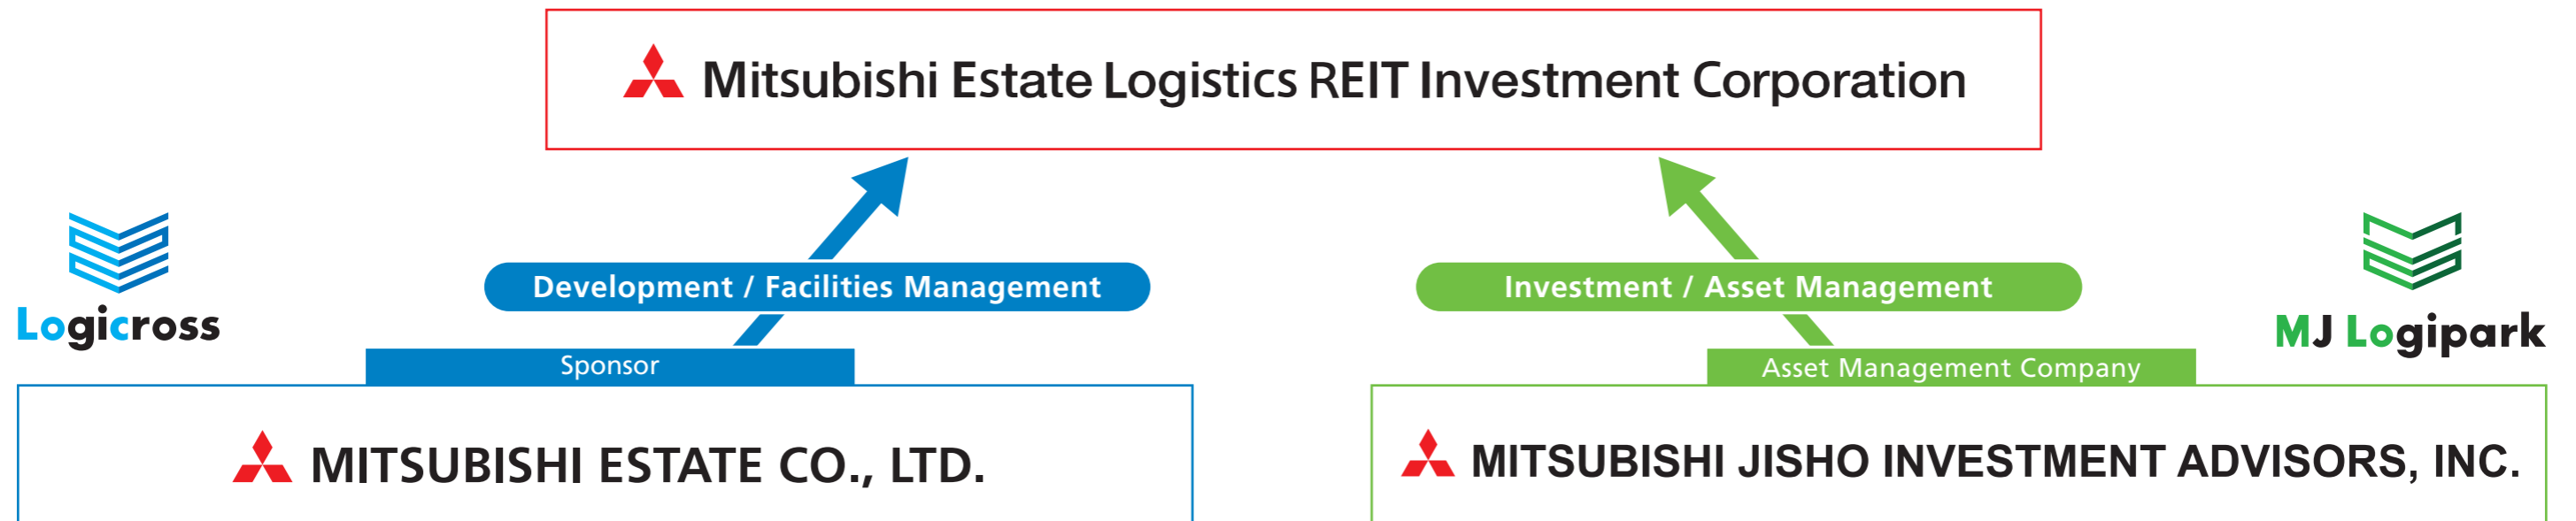 Mitsubishi Estate Logistics REIT Investment Corporation
Development / Facilities Management
Investment / Asset Management
Logicross
MJ Logipark
Sponsor
Asset Management Company
MITSUBISHI ESTATE CO., LTD.
MITSUBISHI JISHO INVESTMENT ADVISORS, INC.